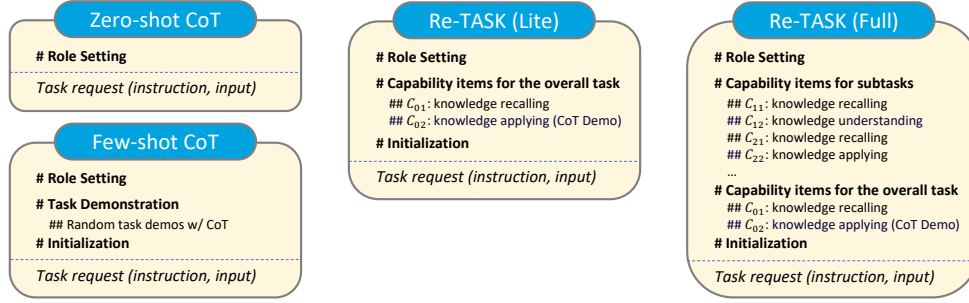 Zero-shot CoT
# Role Setting
Task request (instruction, input)
Few-shot CoT
# Role Setting
# Task Demonstration
## Random task demos w/ CoT
# Initialization
Task request (instruction, input)
Re-TASK (Lite)
# Role Setting
# Capability items for the overall task
## C₀₁: knowledge recalling
## C₀₂: knowledge applying (CoT Demo)
# Initialization
Task request (instruction, input)
Re-TASK (Full)
# Role Setting
# Capability items for subtasks
## C₁₁: knowledge recalling
## C₁₂: knowledge understanding
## C₂₁: knowledge recalling
## C₂₂: knowledge applying
...
# Capability items for the overall task
## C₀₁: knowledge recalling
## C₀₂: knowledge applying (CoT Demo)
# Initialization
Task request (instruction, input)